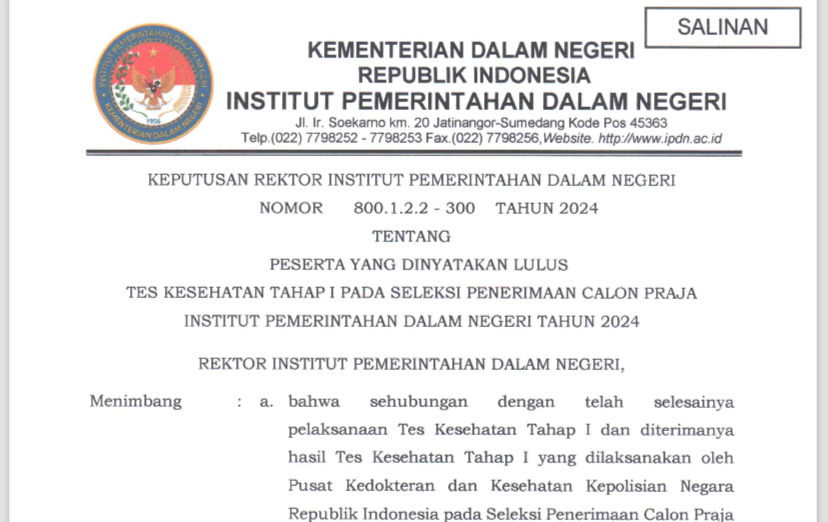 SALINAN
KEMENTERIAN DALAM NEGERI
REPUBLIK INDONESIA
INSTITUT PEMERINTAHAN DALAM NEGERI
Jl. Ir. Soekarno km. 20 Jatinangor-Sumedang Kode Pos 45363
Telp.(022) 7798252 - 7798253 Fax.(022) 7798256,Website. http://www.ipdn.ac.id
INSTITUT PEMERINTAHAN DALAM NEGERI
1956
KEMENTERIAN DALAM NEGERI
KEPUTUSAN REKTOR INSTITUT PEMERINTAHAN DALAM NEGERI
NOMOR 800.1.2.2 - 300 TAHUN 2024
TENTANG
PESERTA YANG DINYATAKAN LULUS
TES KESEHATAN TAHAP I PADA SELEKSI PENERIMAAN CALON PRAJA
INSTITUT PEMERINTAHAN DALAM NEGERI TAHUN 2024
REKTOR INSTITUT PEMERINTAHAN DALAM NEGERI,
Menimbang : a. bahwa sehubungan dengan telah selesainya
pelaksanaan Tes Kesehatan Tahap I dan diterimanya
hasil Tes Kesehatan Tahap I yang dilaksanakan oleh
Pusat Kedokteran dan Kesehatan Kepolisian Negara
Republik Indonesia pada Seleksi Penerimaan Calon Praja